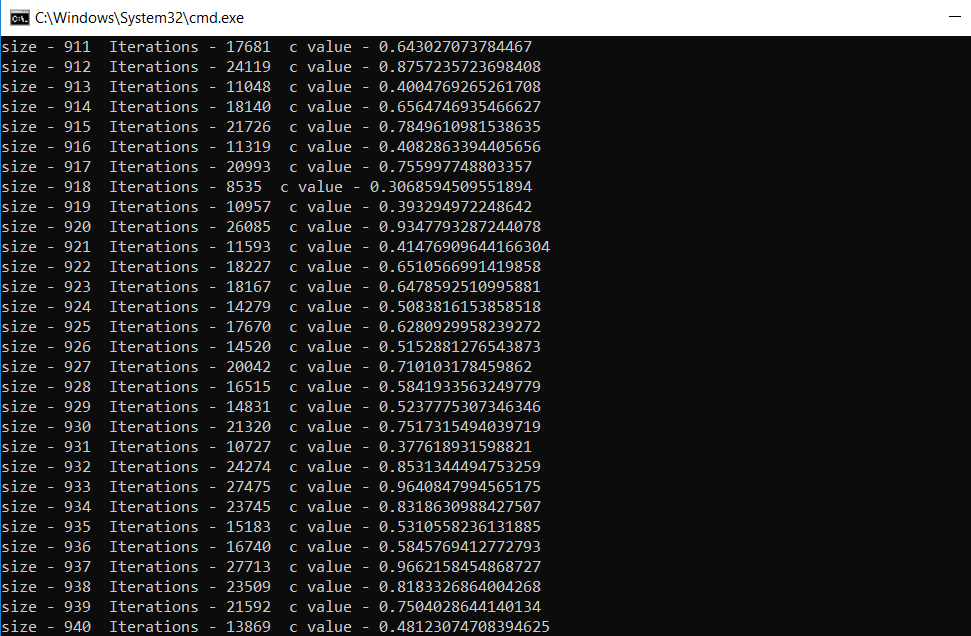 C:\Windows\System32\cmd.exe
size - 911  Iterations - 17681  c value - 0.643027073784467
size - 912  Iterations - 24119  c value - 0.8757235723698408
size - 913  Iterations - 11048  c value - 0.4004769265261708
size - 914  Iterations - 18140  c value - 0.6564746935466627
size - 915  Iterations - 21726  c value - 0.7849610981538635
size - 916  Iterations - 11319  c value - 0.4082863394405656
size - 917  Iterations - 20993  c value - 0.755997748803357
size - 918  Iterations - 8535  c value - 0.3068594509551894
size - 919  Iterations - 10957  c value - 0.393294972248642
size - 920  Iterations - 26085  c value - 0.9347793287244078
size - 921  Iterations - 11593  c value - 0.41476909644166304
size - 922  Iterations - 18227  c value - 0.6510566991419858
size - 923  Iterations - 18167  c value - 0.6478592510995881
size - 924  Iterations - 14279  c value - 0.5083816153858518
size - 925  Iterations - 17670  c value - 0.6280929958239272
size - 926  Iterations - 14520  c value - 0.5152881276543873
size - 927  Iterations - 20042  c value - 0.710103178459862
size - 928  Iterations - 16515  c value - 0.5841933563249779
size - 929  Iterations - 14831  c value - 0.5237775307346346
size - 930  Iterations - 21320  c value - 0.7517315494039719
size - 931  Iterations - 10727  c value - 0.377618931598821
size - 932  Iterations - 24274  c value - 0.8531344494753259
size - 933  Iterations - 27475  c value - 0.9640847994565175
size - 934  Iterations - 23745  c value - 0.8318630988427507
size - 935  Iterations - 15183  c value - 0.5310558236131885
size - 936  Iterations - 16740  c value - 0.5845769412772793
size - 937  Iterations - 27713  c value - 0.9662158454868727
size - 938  Iterations - 23509  c value - 0.8183326864004268
size - 939  Iterations - 21592  c value - 0.7504028644140134
size - 940  Iterations - 13869  c value - 0.48123074708394625